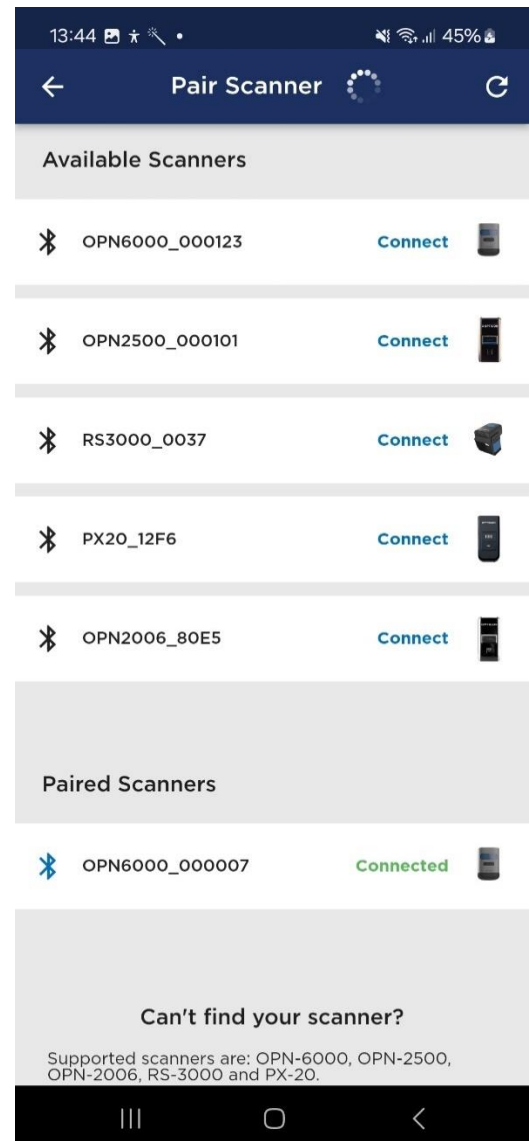 13:44 45%
Pair Scanner
Available Scanners
OPN6000_000123 Connect
OPN2500_000101 Connect
RS3000_0037 Connect
PX20_12F6 Connect
OPN2006_80E5 Connect
Paired Scanners
OPN6000_000007 Connected
Can't find your scanner?
Supported scanners are: OPN-6000, OPN-2500,
OPN-2006, RS-3000 and PX-20.